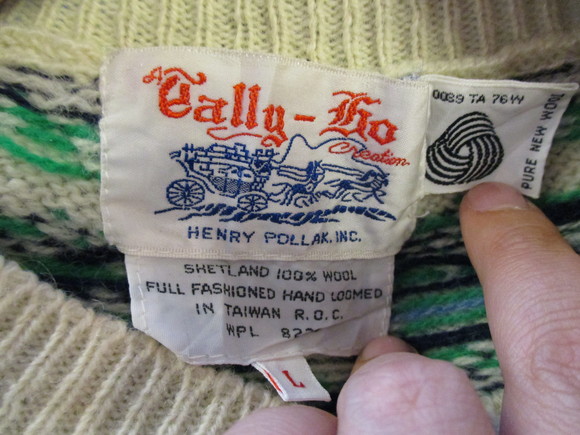 A
Tally-Ho
Creation
HENRY POLLAK, INC.
SHETLAND 100% WOOL
FULL FASHIONED HAND LOOMED
IN TAIWAN R.O.C.
WPL
L
0039 TA 76YY
PURE NEW WOOL